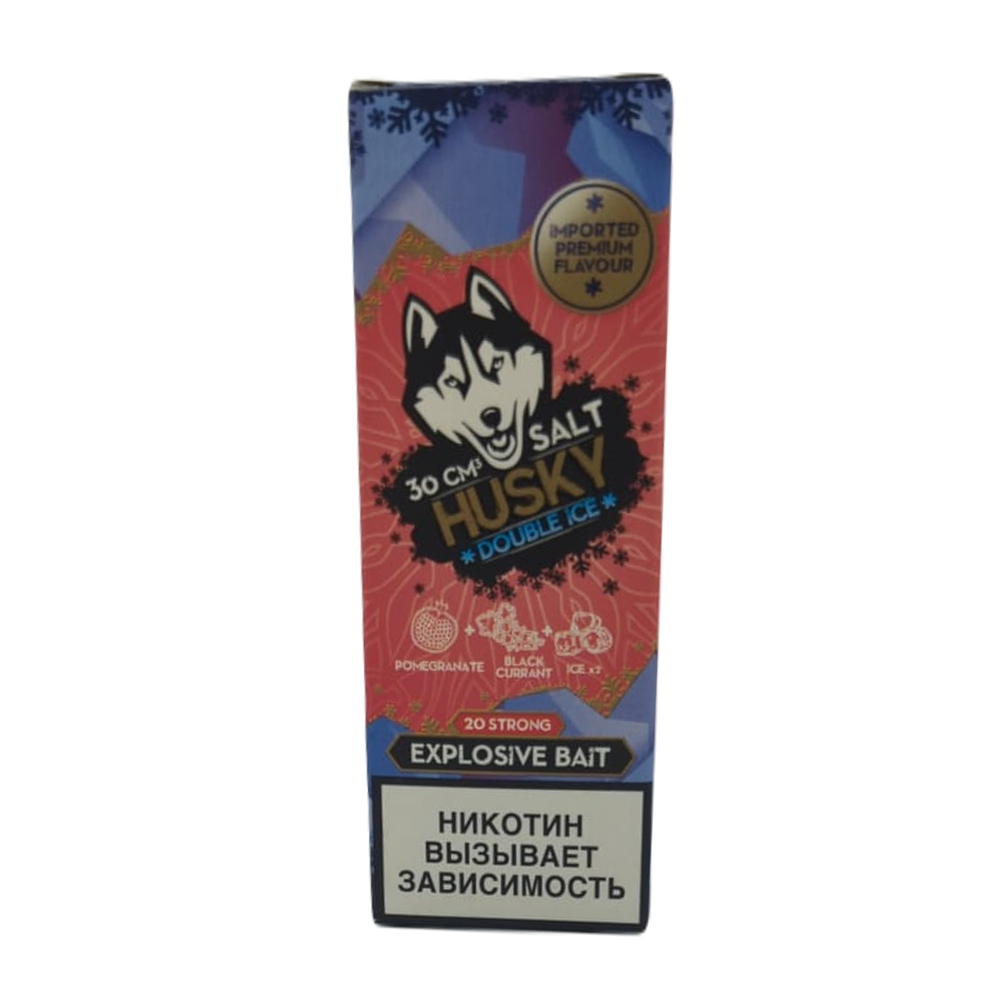 IMPORTED
PREMIUM
FLAVOUR
30 CM³ SALT
HUSKY
*DOUBLE ICE*
POMEGRANATE + BLACK CURRANT + ICE x2
20 STRONG
EXPLOSIVE BAIT
НИКОТИН
ВЫЗЫВАЕТ
ЗАВИСИМОСТЬ